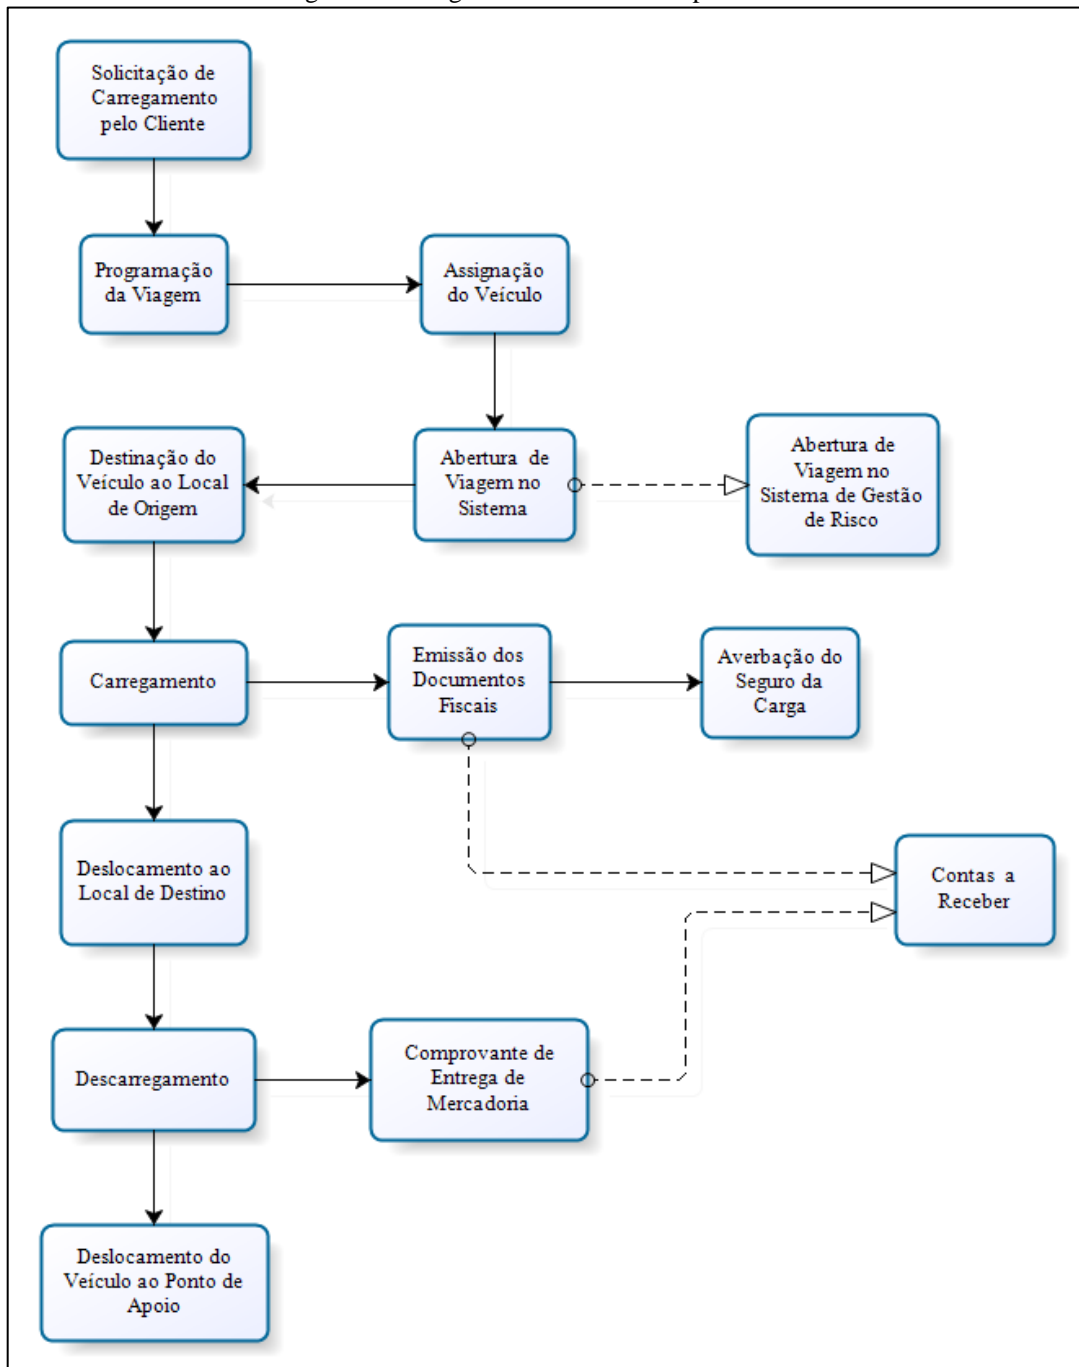 Solicitação de
Carregamento
pelo Cliente
Programação
da Viagem
Assignação
do Veículo
Destinação do
Veículo ao Local
de Origem
Abertura de
Viagem no
Sistema
Abertura de
Viagem no
Sistema de Gestão
de Risco
Carregamento
Emissão dos
Documentos
Fiscais
Averbação do
Seguro da
Carga
Deslocamento ao
Local de Destino
Contas a
Receber
Descarregamento
Comprovante de
Entrega de
Mercadoria
Deslocamento do
Veículo ao Ponto de
Apoio